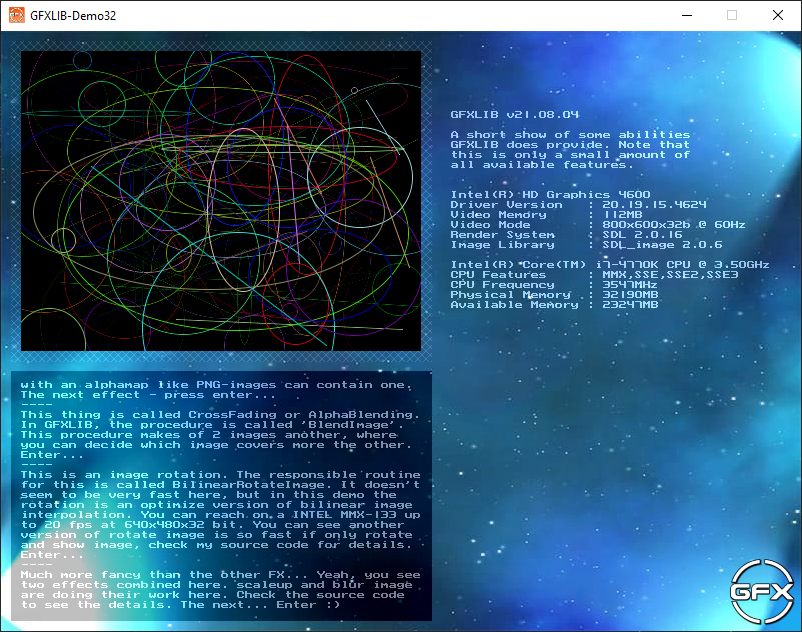 GFXLIB-Demo32
GFXLIB v21.08.04
A short show of some abilities
GFXLIB does provide. Note that
this is only a small amount of
all available features.
Intel(R) HD Graphics 4600
Driver Version : 20.19.15.4624
Video Memory : 112MB
Video Mode : 800x600x32b @ 60Hz
Render System : SDL 2.0.16
Image Library : SDL_image 2.0.6
Intel(R) Core(TM) i7-4770K CPU @ 3.50GHz
CPU Features : MMX,SSE,SSE2,SSE3
CPU Frequency : 3547MHz
Physical Memory : 32190MB
Available Memory : 23247MB
with an alphamap like PNG-images can contain one.
The next effect - press enter...
----
This thing is called CrossFading or AlphaBlending.
In GFXLIB, the procedure is called 'BlendImage'.
This procedure makes of 2 images another, where
you can decide which image covers more the other.
Enter...
----
This is an image rotation. The responsible routine
for this is called BilinearRotateImage. It doesn't
seem to be very fast here, but in this demo the
rotation is an optimize version of bilinear image
interpolation. You can reach on a INTEL MMX-133 up
to 20 fps at 640x480x32 bit. You can see another
version of rotate image is so fast if only rotate
and show image, check my source code for details.
Enter...
----
Much more fancy than the other FX... Yeah, you see
two effects combined here. scaleup and blur image
are doing their work here. Check the source code
to see the details. The next... Enter :)
GFX